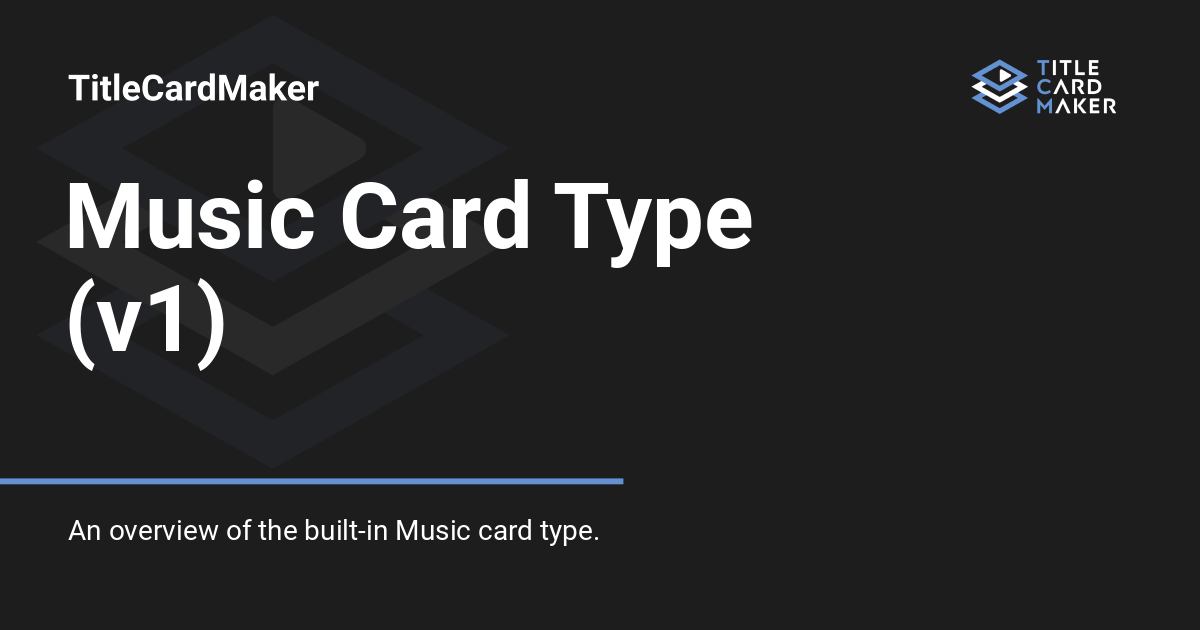 TitleCardMaker
TITLE
CARD
MAKER
Music Card Type
(v1)
An overview of the built-in Music card type.